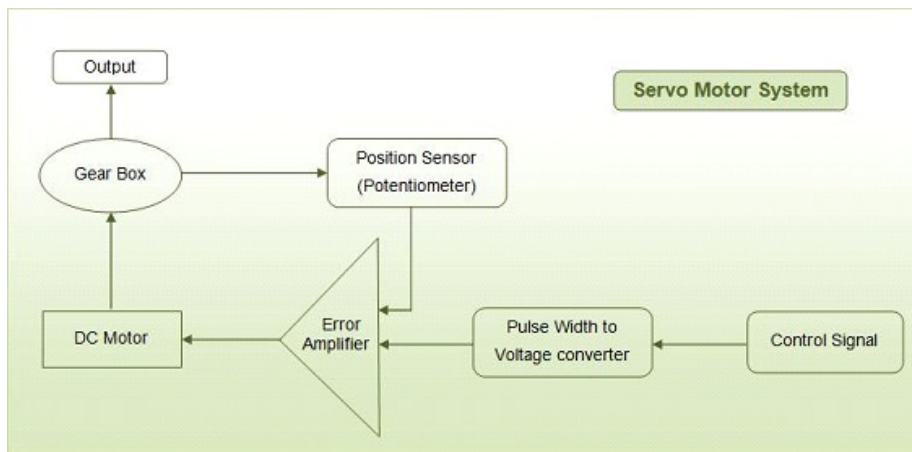 Output
Servo Motor System
Gear Box
Position Sensor
(Potentiometer)
DC Motor
Error
Amplifier
Pulse Width to
Voltage converter
Control Signal